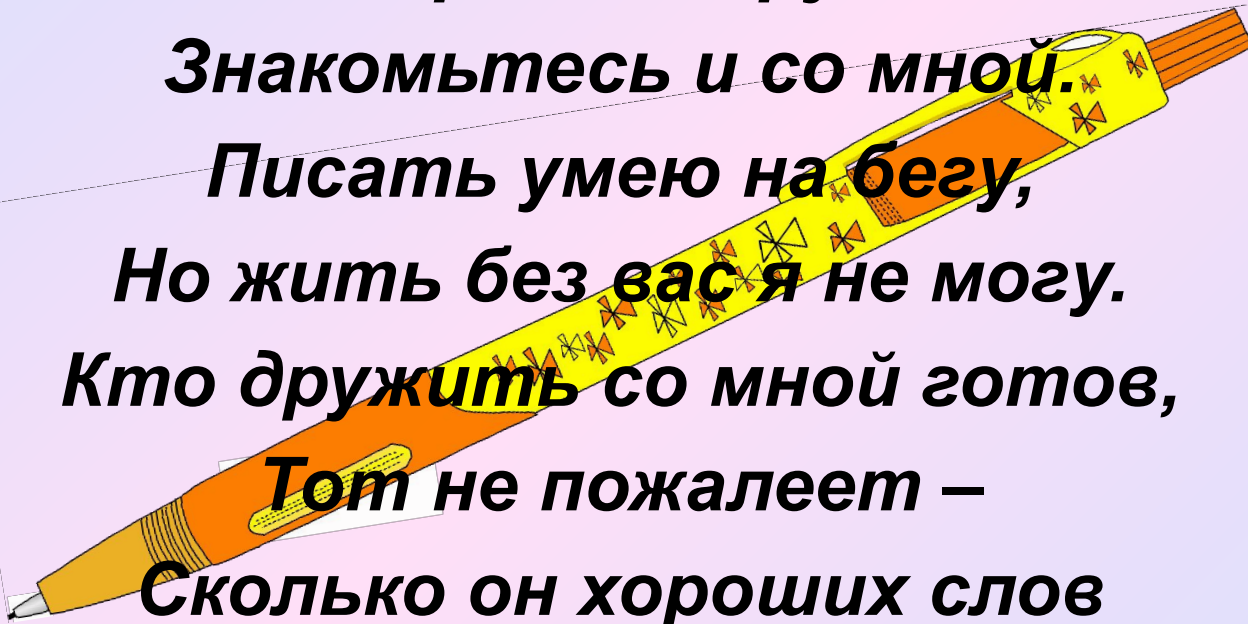 Знакомьтесь и со мной.
Писать умею на бегу,
Но жить без вас я не могу.
Кто дружить со мной готов,
Тот не пожалеет –
Сколько он хороших слов